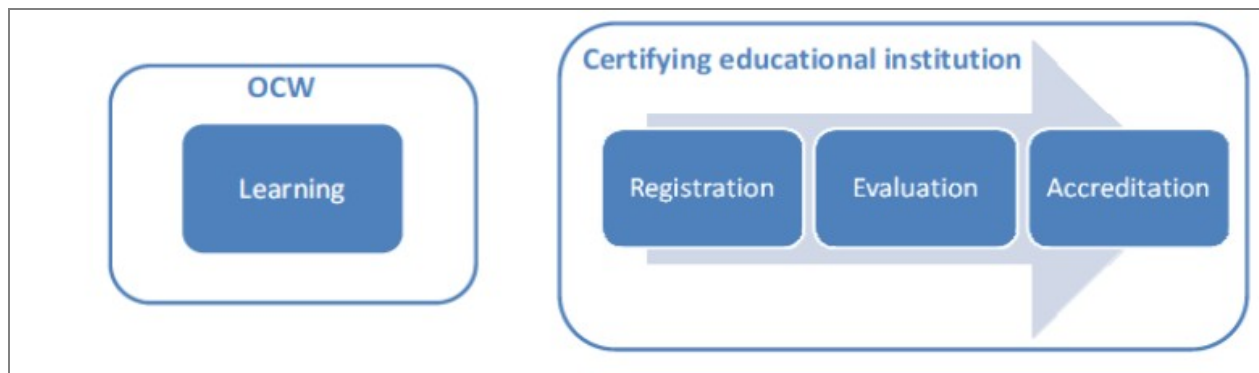 OCW
Learning
Certifying educational institution
Registration
Evaluation
Accreditation